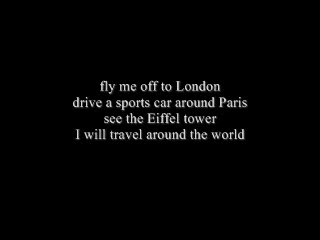 fly me off to London
drive a sports car around Paris
see the Eiffel tower
I will travel around the world